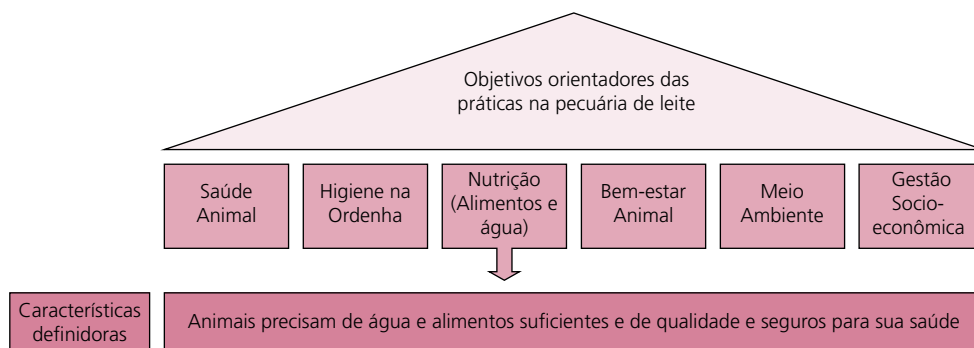 Objetivos orientadores das
práticas na pecuária de leite
Saúde
Animal
Higiene na
Ordenha
Nutrição
(Alimentos e
água)
Bem-estar
Animal
Meio
Ambiente
Gestão
Socio-
econômica
Características
definidoras
Animais precisam de água e alimentos suficientes e de qualidade e seguros para sua saúde